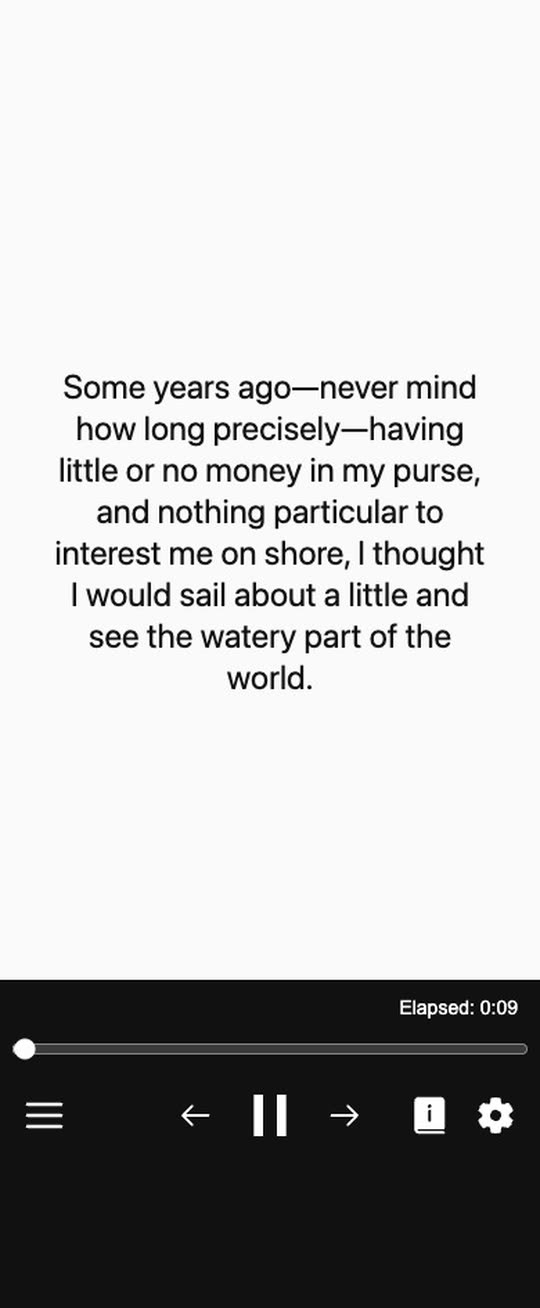 Some years ago—never mind
how long precisely—having
little or no money in my purse,
and nothing particular to
interest me on shore, I thought
I would sail about a little and
see the watery part of the
world.
Elapsed: 0:09